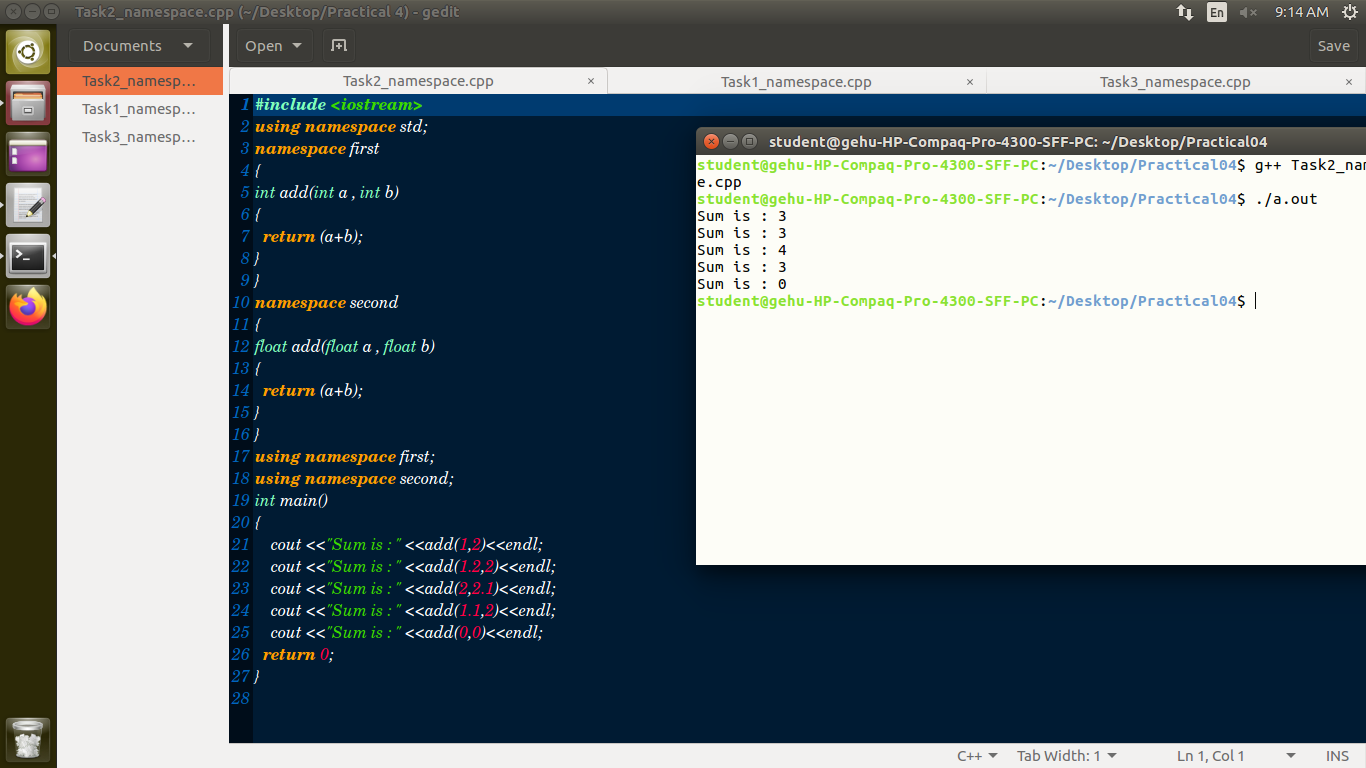 Task2_namespace.cpp (~/Desktop/Practical 4) - gedit
En
9:14 AM
Documents
Open
Save
Task2_namesp...
Task1_namesp...
Task3_namesp...
Task2_namespace.cpp ×
Task1_namespace.cpp ×
Task3_namespace.cpp ×
1 #include <iostream>
2 using namespace std;
3 namespace first
4 {
5 int add(int a , int b)
6 {
7   return (a+b);
8 }
9 }
10 namespace second
11 {
12 float add(float a , float b)
13 {
14   return (a+b);
15 }
16 }
17 using namespace first;
18 using namespace second;
19 int main()
20 {
21    cout <<"Sum is : " <<add(1,2)<<endl;
22    cout <<"Sum is : " <<add(1.2,2)<<endl;
23    cout <<"Sum is : " <<add(2,2.1)<<endl;
24    cout <<"Sum is : " <<add(1.1,2)<<endl;
25    cout <<"Sum is : " <<add(0,0)<<endl;
26   return 0;
27 }
28
student@gehu-HP-Compaq-Pro-4300-SFF-PC: ~/Desktop/Practical04
student@gehu-HP-Compaq-Pro-4300-SFF-PC:~/Desktop/Practical04$ g++ Task2_nam
e.cpp
student@gehu-HP-Compaq-Pro-4300-SFF-PC:~/Desktop/Practical04$ ./a.out
Sum is : 3
Sum is : 3
Sum is : 4
Sum is : 3
Sum is : 0
student@gehu-HP-Compaq-Pro-4300-SFF-PC:~/Desktop/Practical04$
C++
Tab Width: 1
Ln 1, Col 1
INS